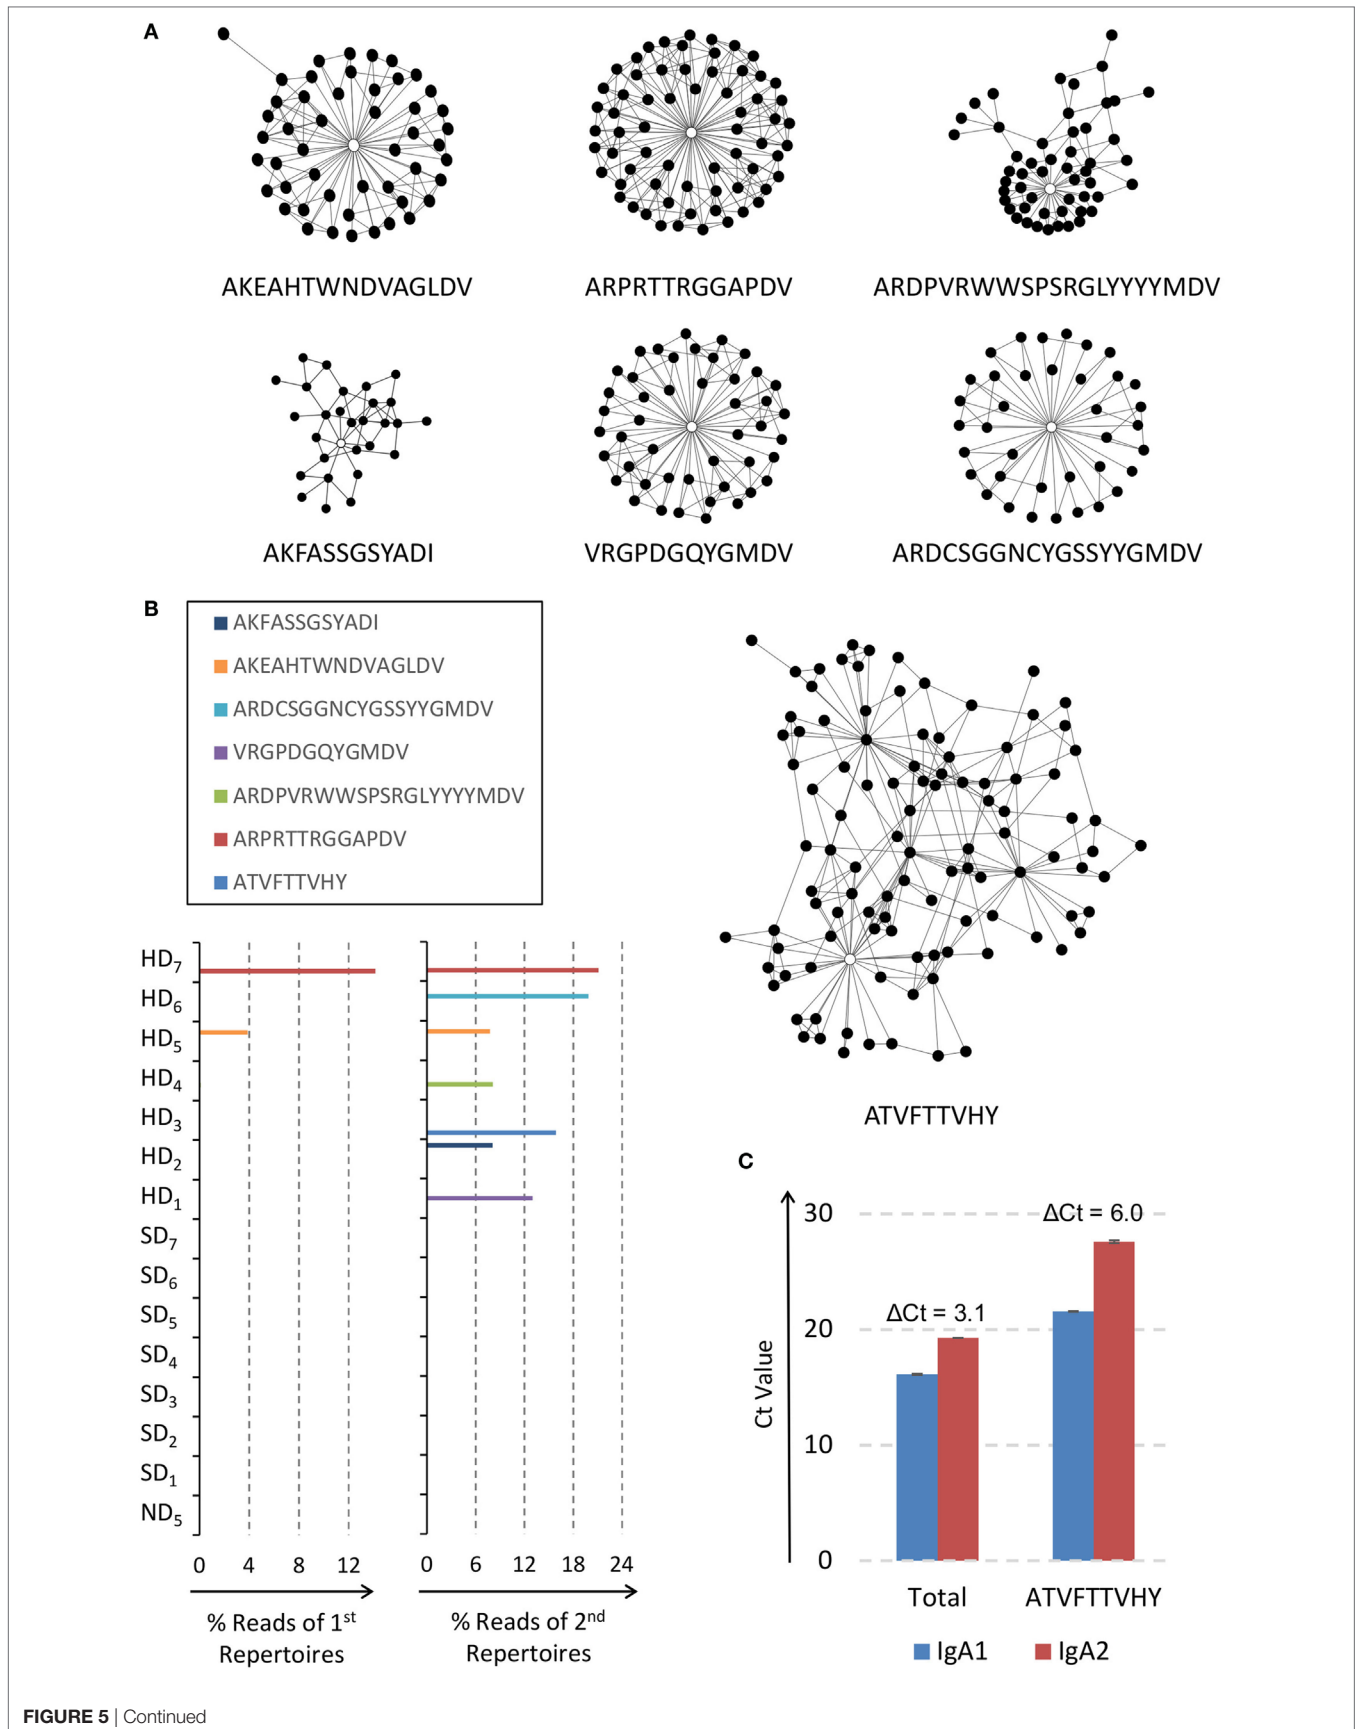 A
AKEAHTWNDVAGLDV
ARPRTTRGGAPDV
ARDPVRWWSPSRGLYYYYMDV
AKFASSGSYADI
VRGPDGQYGMDV
ARDCSGGNCYGSSYYGMDV
B
AKFASSGSYADI
AKEAHTWNDVAGLDV
ARDCSGGNCYGSSYYGMDV
VRGPDGQYGMDV
ARDPVRWWSPSRGLYYYYMDV
ARPRTTRGGAPDV
ATVFTTVHY
HD7
HD6
HD5
HD4
HD3
HD2
HD1
SD7
SD6
SD5
SD4
SD3
SD2
SD1
ND5
0 4 8 12
% Reads of 1st
Repertoires
0 6 12 18 24
% Reads of 2nd
Repertoires
ATVFTTVHY
C
Ct Value
30
20
10
0
ΔCt = 3.1
ΔCt = 6.0
Total
ATVFTTVHY
IgA1
IgA2
FIGURE 5 | Continued